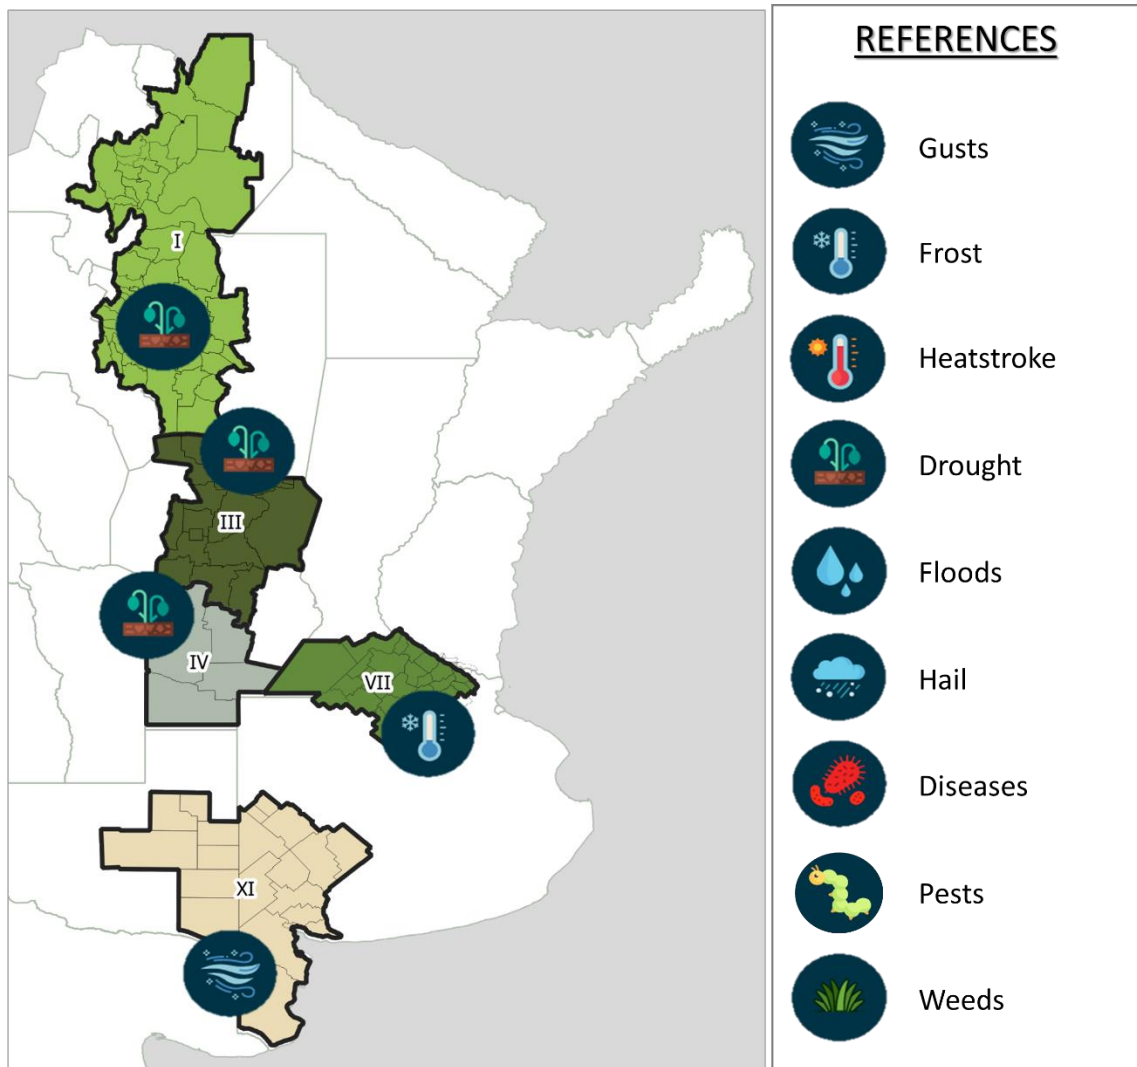 REFERENCES
Gusts
Frost
Heatstroke
Drought
Floods
Hail
Diseases
Pests
Weeds
I
III
IV
VII
XI